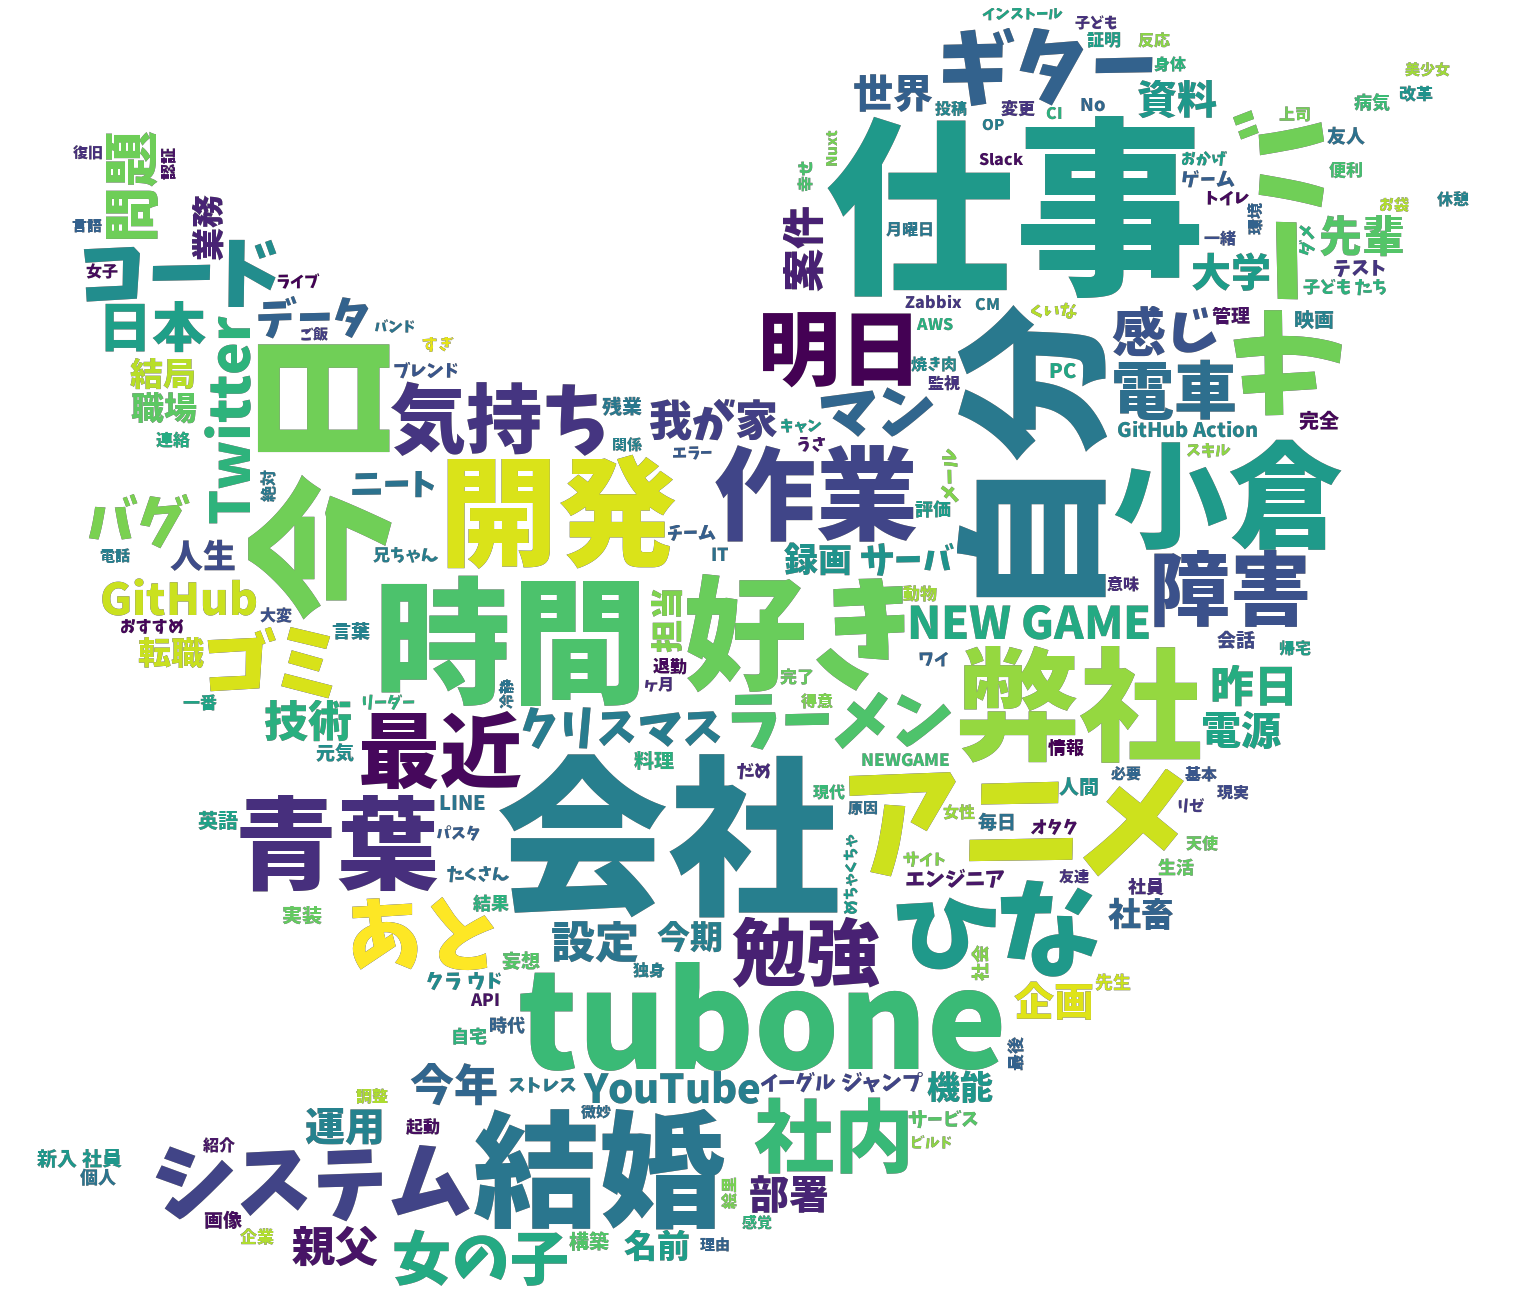 インストール
子ども
ギター
証明
反応
身体
美少女
改革
病気
世界
投稿
変更
CI
No
資料
OP
上司
友人
Nuxt
幸せ
仕事
Slack
おかげ
ゲーム
便利
トイレ
お袋
休憩
環境
月曜日
一緒
ダメ
先輩
案件
大学
テスト
子どもたち
復旧
問題
認証
言語
業務
コード
女子
ライブ
日本
データ
バンド
ご飯
Twitter
すぎ
ブレンド
結局
職場
連絡
今日
気持ち
残業
関係
Zabbix
CM
くいな
AWS
明日
自分
感じ
管理
映画
焼き肉
監視
PC
電車
完全
GitHub Action
我が家
キャン
マン
うさ
エラー
スキル
小倉
メール
評価
絶対
ニート
開発
作業
チーム
IT
バグ
電話
人生
兄ちゃん
録画
サーバ
意味
障害
GitHub
大変
おすすめ
言葉
転職
ゴミ
時間
担当
好き
動物
NEW GAME
会話
帰宅
退勤
ケ月
完了
ワイ
弊社
昨日
一番
リーダー
技術
元気
最近
クリスマス
得意
ラーメン
情報
電源
料理
NEWGAME
だめ
必要
基本
アニメ
人間
現代
原因
女性
毎日
オタク
リゼ
現実
英語
青葉
LINE
パスタ
会社
めちゃくちゃ
サイト
天使
生活
たくさん
エンジニア
友達
社員
結果
実装
あと
設定
今期
勉強
ひな
社畜
妄想
独身
社会
クラウド
API
tubone
企画
先生
自宅
時代
最後
今年
ストレス
YouTube
イーグル
ジャンプ
機能
調整
微妙
運用
起動
社内
サービス
ビルド
新入 社員
個人
紹介
システム
結婚
絵里
部署
画像
企業
感覚
親父
女の子
構築
名前
理由